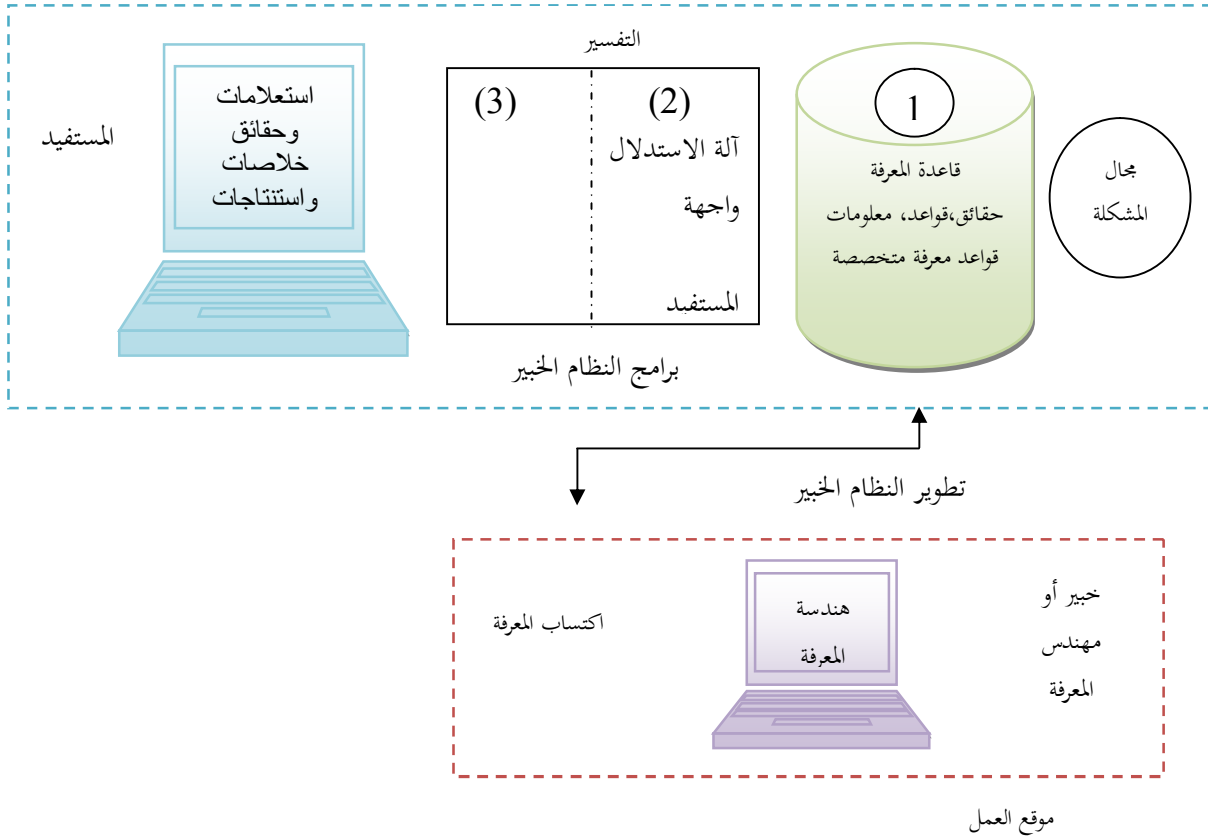 التفسير
1
قاعدة المعرفة
حقائق،قواعد، معلومات
قواعد معرفة متخصصة
مجال
المشكلة
(2)
آلة الاستدلال
واجهة
المستفيد
(3)
برامج النظام الخبير
استعلامات
وحقائق
خلاصات
واستنتاجات
المستفيد
تطوير النظام الخبير
خبير أو
مهندس
المعرفة
هندسة
المعرفة
اكتساب المعرفة
موقع العمل